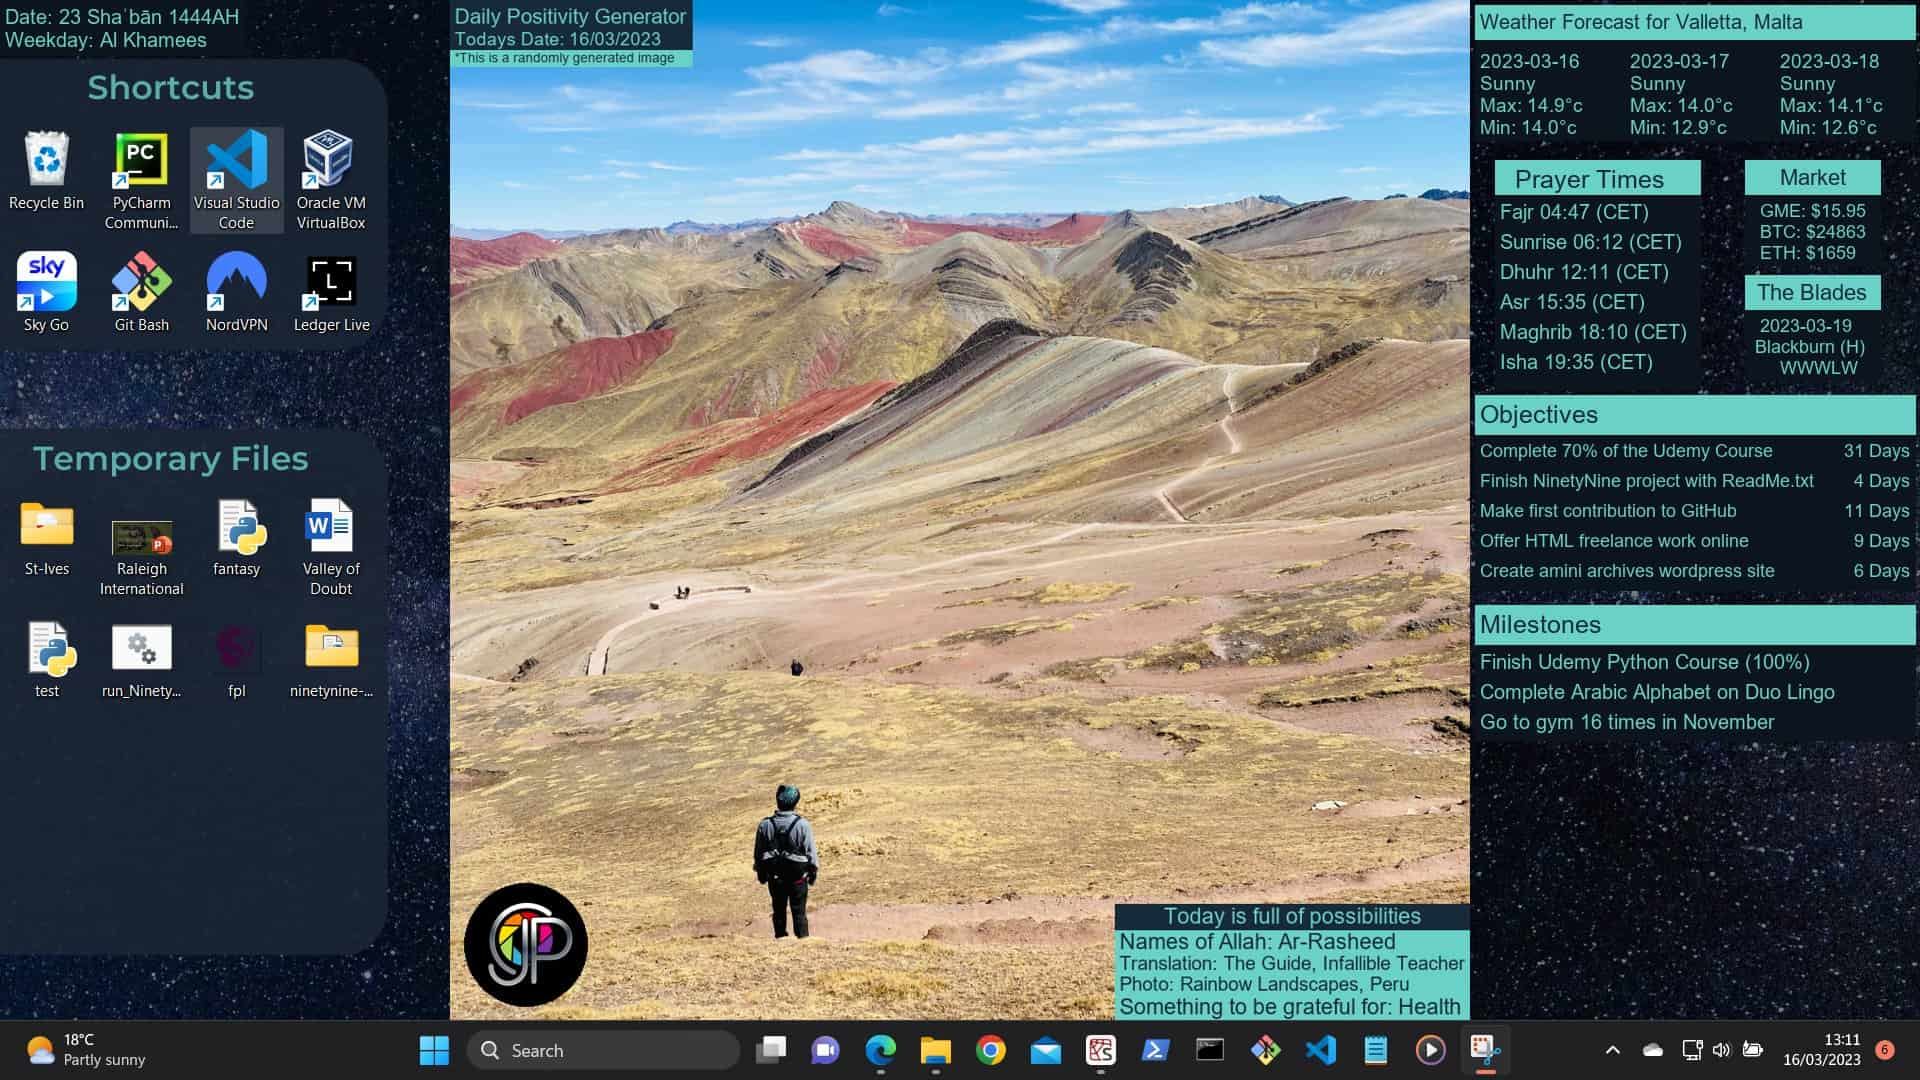 Date: 23 Shaʿbān 1444AH
Weekday: Al Khamees
Shortcuts
Recycle Bin
PyCharm
Communi...
Visual Studio
Code
Oracle VM
VirtualBox
Sky Go
Git Bash
NordVPN
Ledger Live
Temporary Files
St-Ives
Raleigh
International
fantasy
Valley of
Doubt
test
run_Ninety...
fpl
ninetynine-...
Daily Positivity Generator
Todays Date: 16/03/2023
*This is a randomly generated image
Today is full of possibilities
Names of Allah: Ar-Rasheed
Translation: The Guide, Infallible Teacher
Photo: Rainbow Landscapes, Peru
Something to be grateful for: Health
Weather Forecast for Valletta, Malta
2023-03-16
Sunny
Max: 14.9°c
Min: 14.0°c
2023-03-17
Sunny
Max: 14.0°c
Min: 12.9°c
2023-03-18
Sunny
Max: 14.1°c
Min: 12.6°c
Prayer Times
Fajr 04:47 (CET)
Sunrise 06:12 (CET)
Dhuhr 12:11 (CET)
Asr 15:35 (CET)
Maghrib 18:10 (CET)
Isha 19:35 (CET)
Market
GME: $15.95
BTC: $24863
ETH: $1659
The Blades
2023-03-19
Blackburn (H)
WWWLW
Objectives
Complete 70% of the Udemy Course 31 Days
Finish NinetyNine project with ReadMe.txt 4 Days
Make first contribution to GitHub 11 Days
Offer HTML freelance work online 9 Days
Create amini archives wordpress site 6 Days
Milestones
Finish Udemy Python Course (100%)
Complete Arabic Alphabet on Duo Lingo
Go to gym 16 times in November
18°C
Partly sunny
Search
13:11
16/03/2023
6